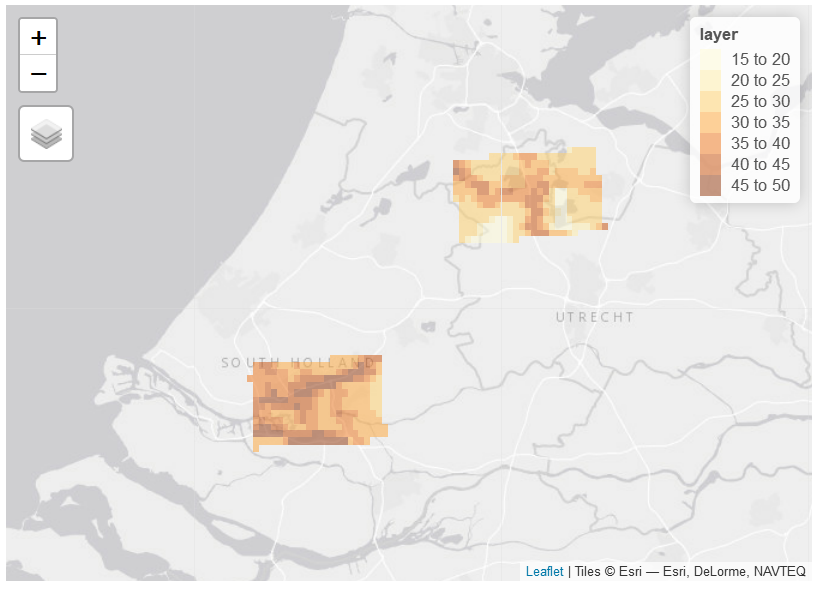 +
−
layer
15 to 20
20 to 25
25 to 30
30 to 35
35 to 40
40 to 45
45 to 50
UTRECHT
SOUTH HOLLAND
Leaflet | Tiles © Esri — Esri, DeLorme, NAVTEQ